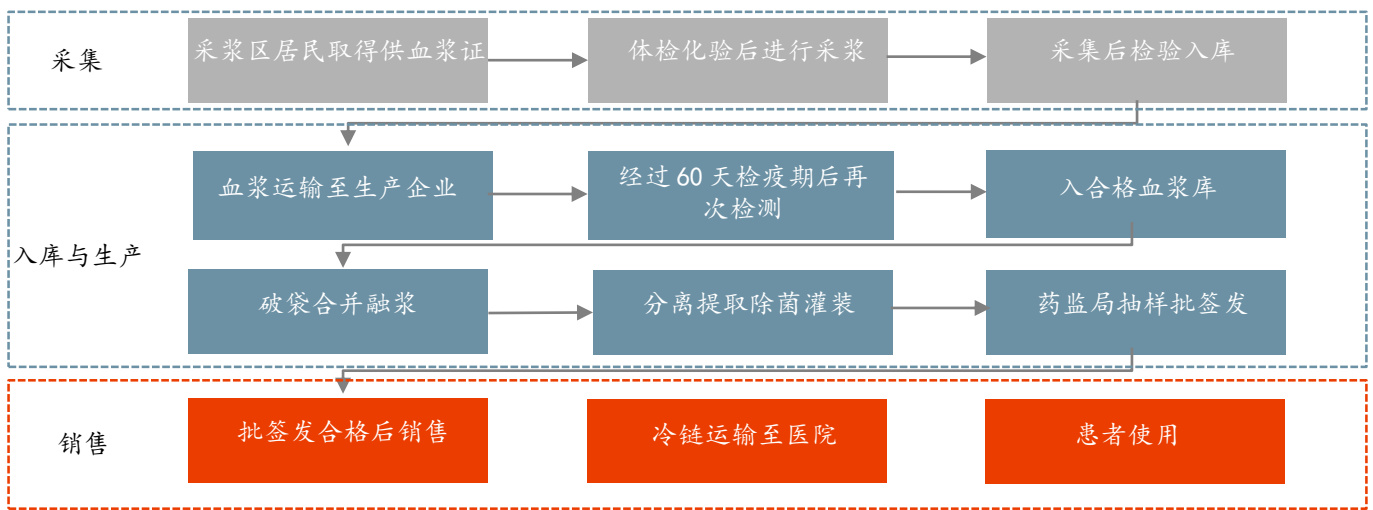 采集
采浆区居民取得供血浆证
体检化验后进行采浆
采集后检验入库
入库与生产
血浆运输至生产企业
经过 60 天检疫期后再
次检测
入合格血浆库
破袋合并融浆
分离提取除菌灌装
药监局抽样批签发
销售
批签发合格后销售
冷链运输至医院
患者使用